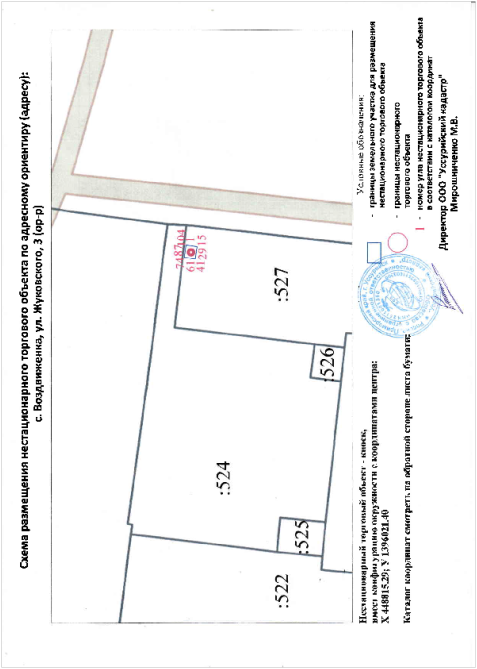 Схема размещения нестационарного торгового объекта по адресному ориентиру (адресу):
с. Воздвиженка, ул. Жуковского, 3 (ор-р)
:527
:526
:524
:525
:522
Нестационарный торговый объект - киоск,
имеет конфигурацию окружности с координатами центра:
X 448815.29; У 1396021.40
Каталог координат смотреть на обратной стороне листа бумаги:
Условные обозначения:
- границы земельного участка для размещения
нестационарного торгового объекта
- границы нестационарного
торгового объекта
1 - номер угла нестационарного торгового объекта
в соответствии с каталогом координат
Директор ООО "Уссурийский кадастр"
Мирошниченко М.В.